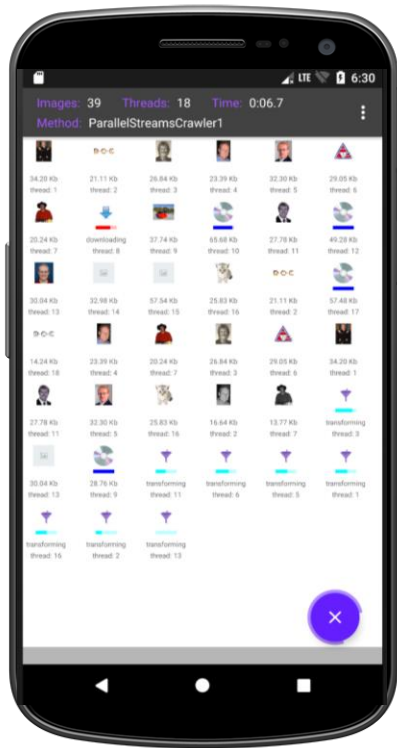 LTE 6:30
Images: 39 Threads: 18 Time: 0:06.7
Method: ParallelStreamsCrawler1
34.20 Kb 21.11 Kb 26.84 Kb 23.39 Kb 32.30 Kb 29.05 Kb
thread: 1 thread: 2 thread: 3 thread: 4 thread: 5 thread: 6
20.24 Kb downloading 37.74 Kb 65.68 Kb 27.78 Kb 49.28 Kb
thread: 7 thread: 8 thread: 9 thread: 10 thread: 11 thread: 12
30.04 Kb 32.98 Kb 57.54 Kb 25.83 Kb 21.11 Kb 57.48 Kb
thread: 13 thread: 14 thread: 15 thread: 16 thread: 2 thread: 17
14.24 Kb 23.39 Kb 20.24 Kb 26.84 Kb 29.05 Kb 34.20 Kb
thread: 18 thread: 4 thread: 7 thread: 3 thread: 6 thread: 1
27.78 Kb 32.30 Kb 25.83 Kb 16.64 Kb 13.77 Kb transforming
thread: 11 thread: 5 thread: 16 thread: 2 thread: 7 thread: 3
30.04 Kb 28.76 Kb transforming transforming transforming transforming
thread: 13 thread: 9 thread: 11 thread: 6 thread: 5 thread: 1
transforming transforming transforming
thread: 16 thread: 2 thread: 13